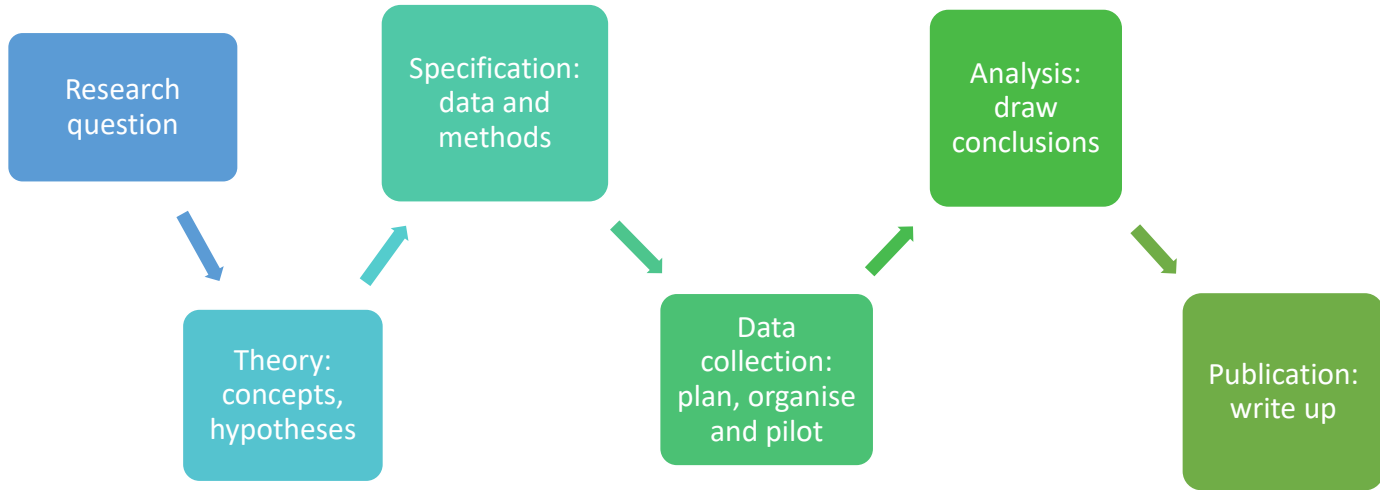 Research
question
Theory:
concepts,
hypotheses
Specification:
data and
methods
Data
collection:
plan, organise
and pilot
Analysis:
draw
conclusions
Publication:
write up